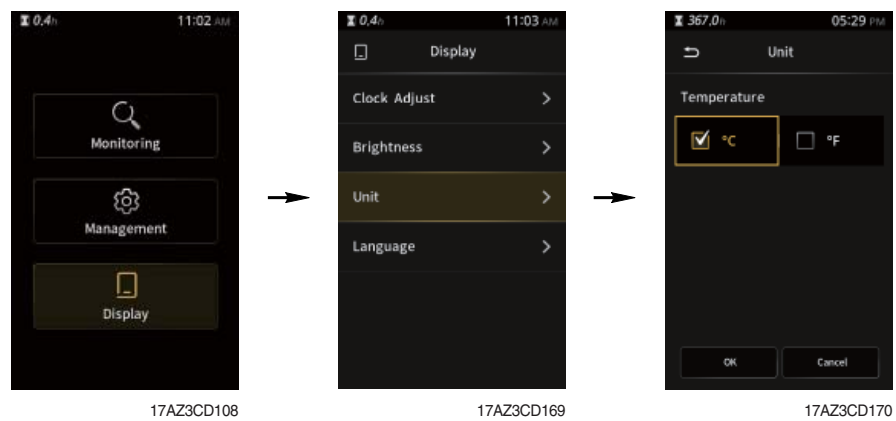 0.4h 11:02 AM
Monitoring
Management
Display
17AZ3CD108
0.4h 11:03 AM
Display
Clock Adjust
Brightness
Unit
Language
17AZ3CD169
367.0h 05:29 PM
Unit
Temperature
°C °F
OK Cancel
17AZ3CD170